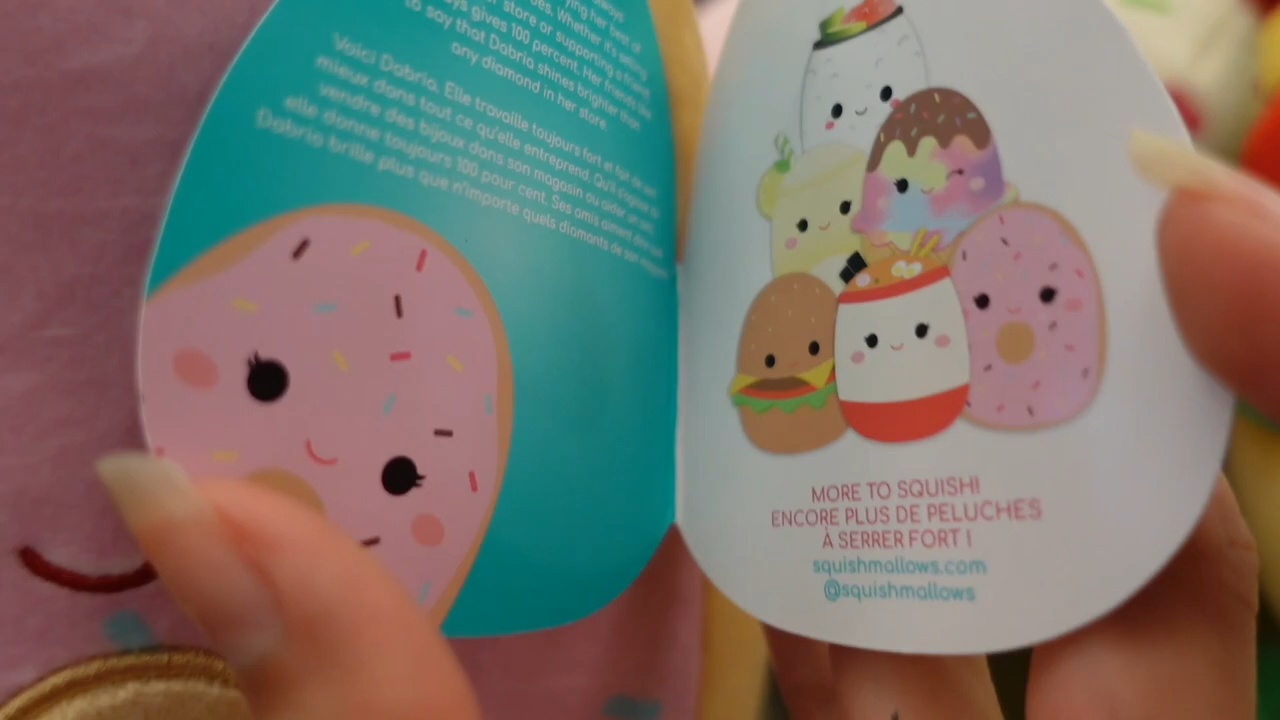 ying her best at
Whether it's selling
store or supporting a friend
ys gives 100 percent. Her friends like
to say that Dabria shines brighter than
any diamond in her store.
Voici Dabria. Elle travaille toujours fort et fait de son
mieux dans tout ce qu'elle entreprend. Qu'il s'agisse de
vendre des bijoux dans son magasin ou aider un ami,
elle donne toujours 100 pour cent. Ses amis aiment dire que
Dabria brille plus que n'importe quels diamants de son magasin.
MORE TO SQUISH!
ENCORE PLUS DE PELUCHES
À SERRER FORT !
squishmallows.com
@squishmallows